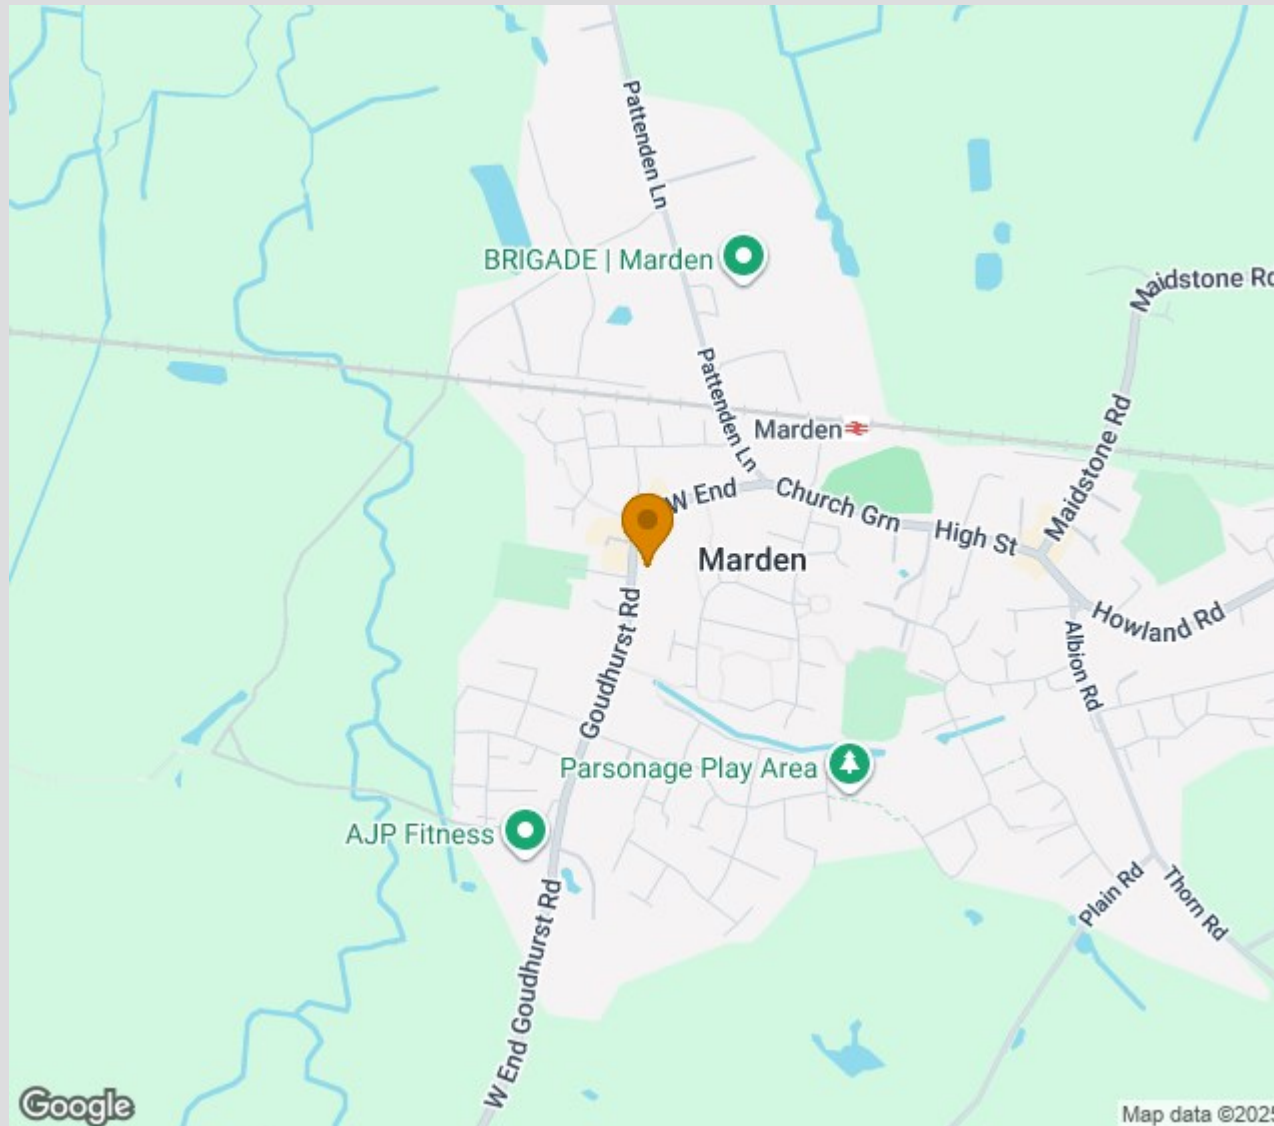 Pattenden Ln
BRIGADE | Marden
Maidstone Rd
Pattenden Ln
Maidstone Rd
Marden
W End
Church Grn
High St
Marden
Howland Rd
Albion Rd
Goudhurst Rd
Parsonage Play Area
AJP Fitness
Plain Rd
Thorn Rd
W End Goudhurst Rd
Google
Map data ©2025